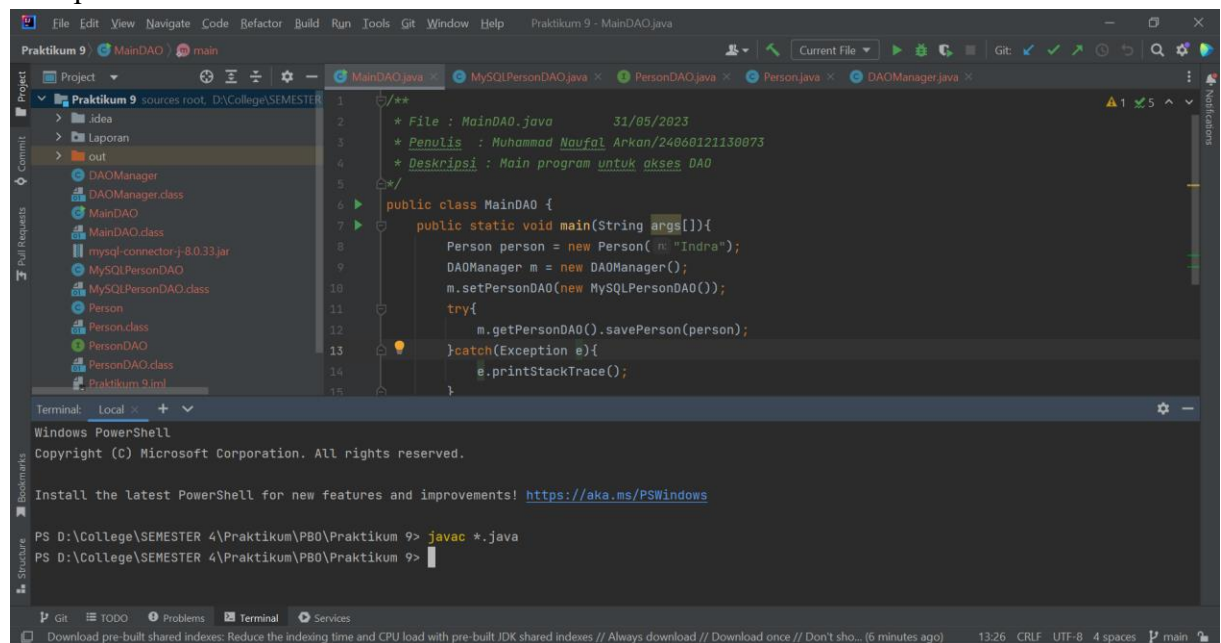 File Edit View Navigate Code Refactor Build Run Tools Git Window Help Praktikum 9 - MainDAO.java
Praktikum 9 MainDAO main Current File Git:
Project
MainDAO.java MySQLPersonDAO.java PersonDAO.java Person.java DAOManager.java
Praktikum 9 sources root, D:\College\SEMESTER
.idea
Laporan
out
DAOManager
DAOManager.class
MainDAO
MainDAO.class
mysql-connector-j-8.0.33.jar
MySQLPersonDAO
MySQLPersonDAO.class
Person
Person.class
PersonDAO
PersonDAO.class
Praktikum 9.iml
1 /**
2 * File : MainDAO.java 31/05/2023
3 * Penulis : Muhammad Naufal Arkan/24060121130073
4 * Deskripsi : Main program untuk akses DAO
5 */
6 public class MainDAO {
7 public static void main(String args[]){
8 Person person = new Person( n: "Indra");
9 DAOManager m = new DAOManager();
10 m.setPersonDAO(new MySQLPersonDAO());
11 try{
12 m.getPersonDAO().savePerson(person);
13 }catch(Exception e){
14 e.printStackTrace();
15 }
1 5
Project
Commit
Pull Requests
Bookmarks
Structure
Notifications
Terminal: Local
Windows PowerShell
Copyright (C) Microsoft Corporation. All rights reserved.
Install the latest PowerShell for new features and improvements! https://aka.ms/PSWindows
PS D:\College\SEMESTER 4\Praktikum\PBO\Praktikum 9> javac *.java
PS D:\College\SEMESTER 4\Praktikum\PBO\Praktikum 9>
Git TODO Problems Terminal Services
Download pre-built shared indexes: Reduce the indexing time and CPU load with pre-built JDK shared indexes // Always download // Download once // Don't sho... (6 minutes ago) 13:26 CRLF UTF-8 4 spaces main